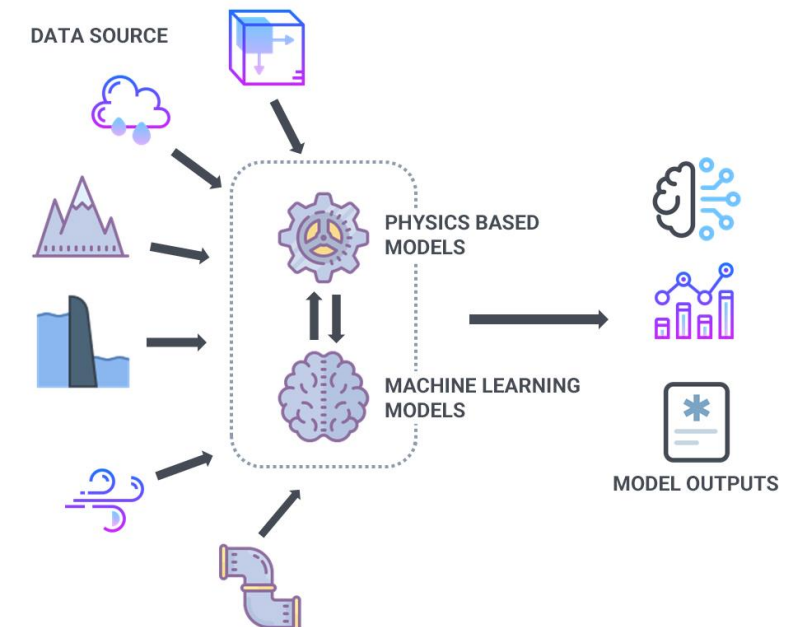 DATA SOURCE
PHYSICS BASED
MODELS
MACHINE LEARNING
MODELS
MODEL OUTPUTS